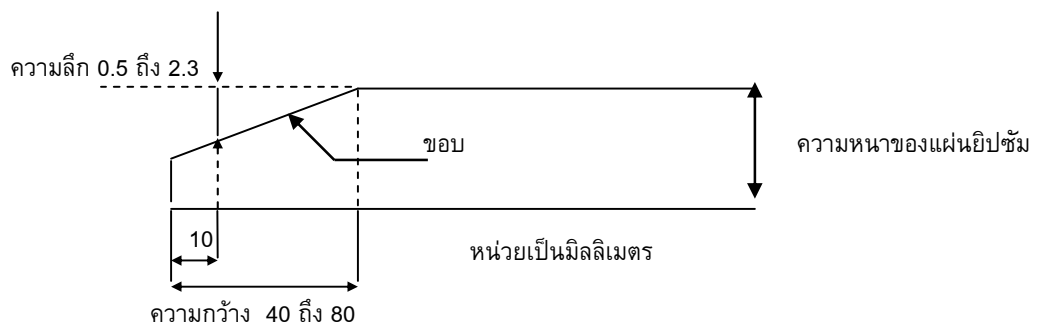 ความลึก 0.5 ถึง 2.3
ขอบ
ความหนาของแผ่นยิปซัม
10
หน่วยเป็นมิลลิเมตร
ความกว้าง 40 ถึง 80